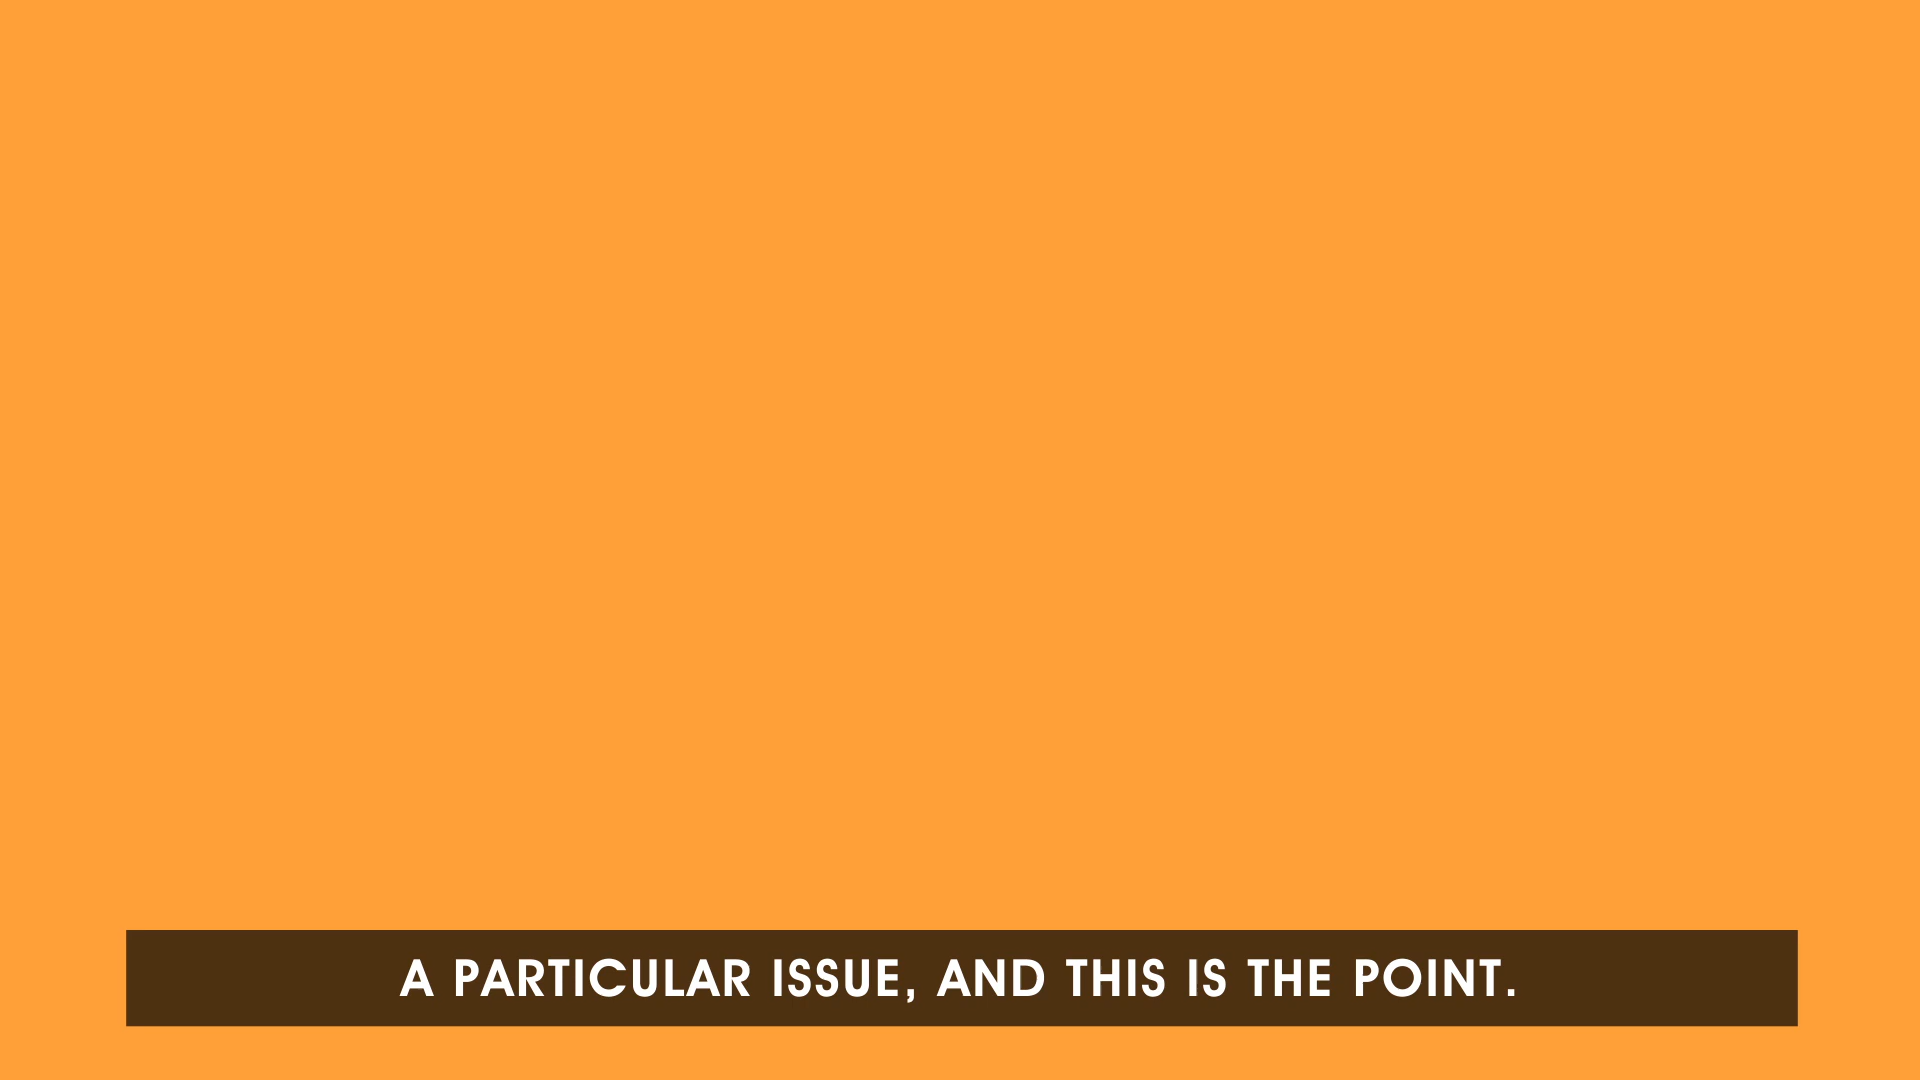 A PARTICULAR ISSUE, AND THIS IS THE POINT.